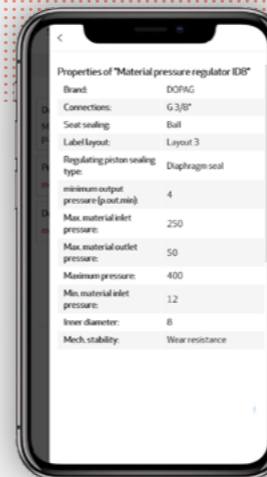 Properties of "Material pressure regulator ID8"
Brand: DOPAG
Connections: G 3/8"
Seat sealing: Ball
Label layout: Layout 3
Regulating piston sealing
type: Diaphragm seal
minimum output
pressure (p.out.min): 4
Max. material inlet
pressure: 250
Max. material outlet
pressure: 50
Maximum pressure: 400
Min. material inlet
pressure: 12
Inner diameter: 8
Mech. stability: Wear resistance